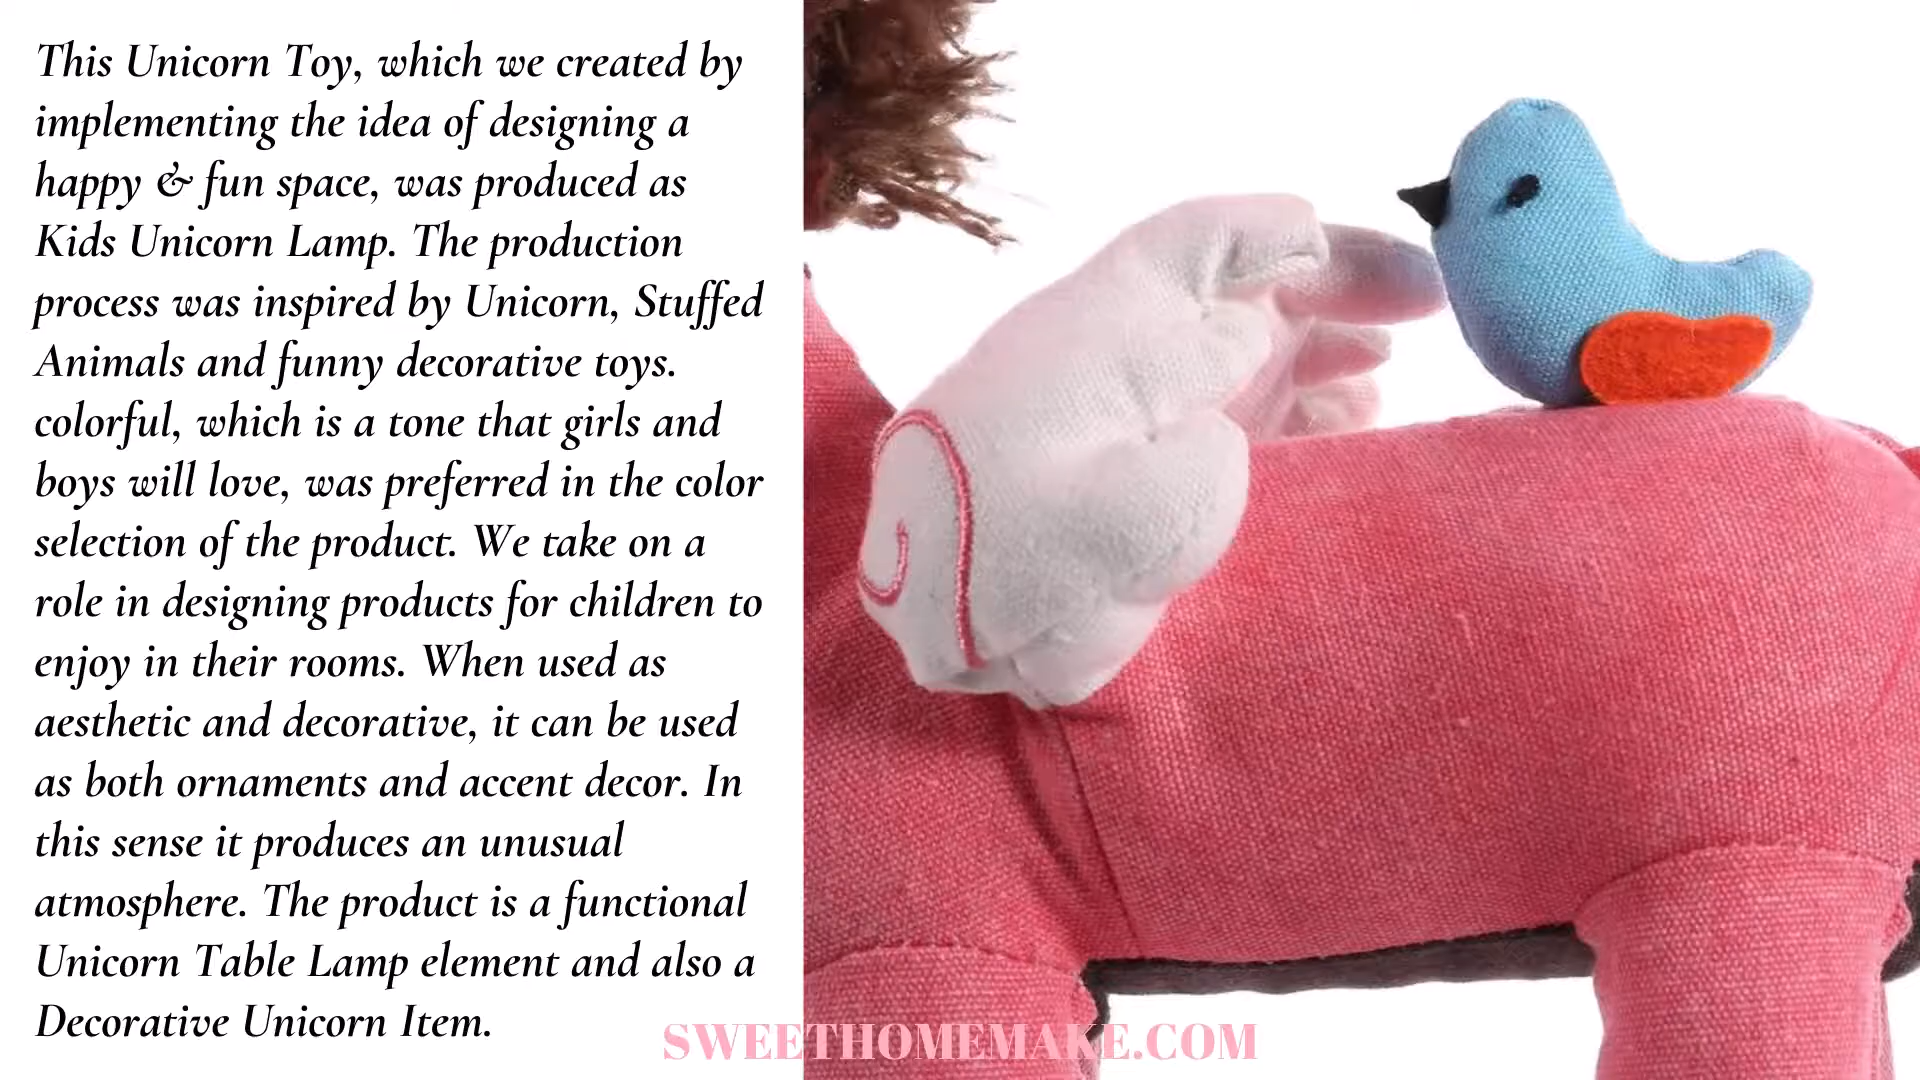 This Unicorn Toy, which we created by
implementing the idea of designing a
happy & fun space, was produced as
Kids Unicorn Lamp. The production
process was inspired by Unicorn, Stuffed
Animals and funny decorative toys.
colorful, which is a tone that girls and
boys will love, was preferred in the color
selection of the product. We take on a
role in designing products for children to
enjoy in their rooms. When used as
aesthetic and decorative, it can be used
as both ornaments and accent decor. In
this sense it produces an unusual
atmosphere. The product is a functional
Unicorn Table Lamp element and also a
Decorative Unicorn Item.
SWEETHOMEMAKE.COM